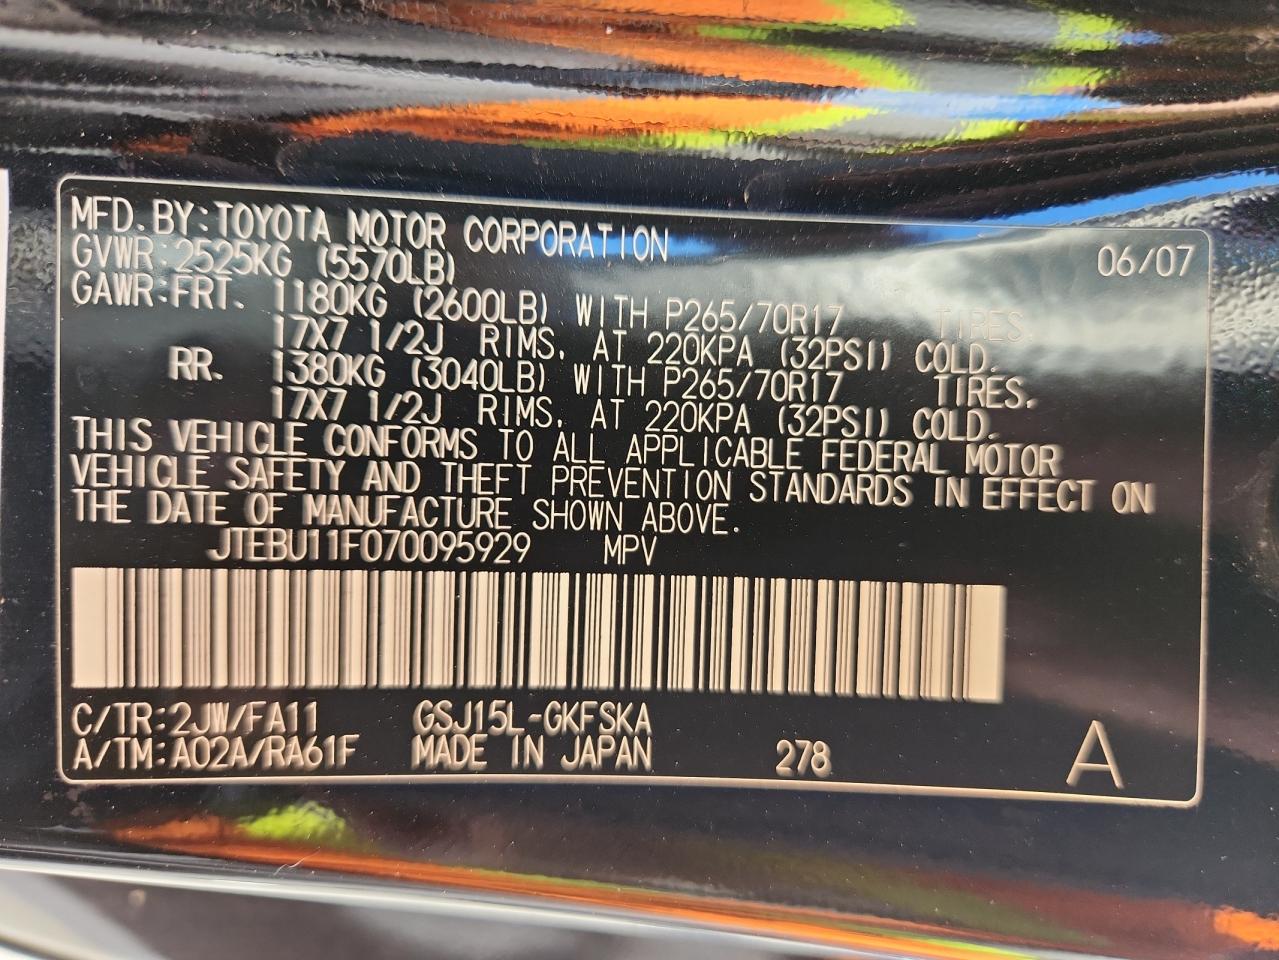 MFD.BY:TOYOTA MOTOR CORPORATION 06/07
GVWR:2525KG (5570LB)
GAWR:FRT. 1180KG (2600LB) WITH P265/70R17 TIRES,
17X7 1/2J RIMS, AT 220KPA (32PSI) COLD.
RR. 1380KG (3040LB) WITH P265/70R17 TIRES,
17X7 1/2J RIMS, AT 220KPA (32PSI) COLD.
THIS VEHICLE CONFORMS TO ALL APPLICABLE FEDERAL MOTOR
VEHICLE SAFETY AND THEFT PREVENTION STANDARDS IN EFFECT ON
THE DATE OF MANUFACTURE SHOWN ABOVE.
JTEBU11F070095929 MPV
C/TR:2JW/FA11 GSJ15L-GKFSKA
A/TM:A02A/RA61F MADE IN JAPAN 278 A